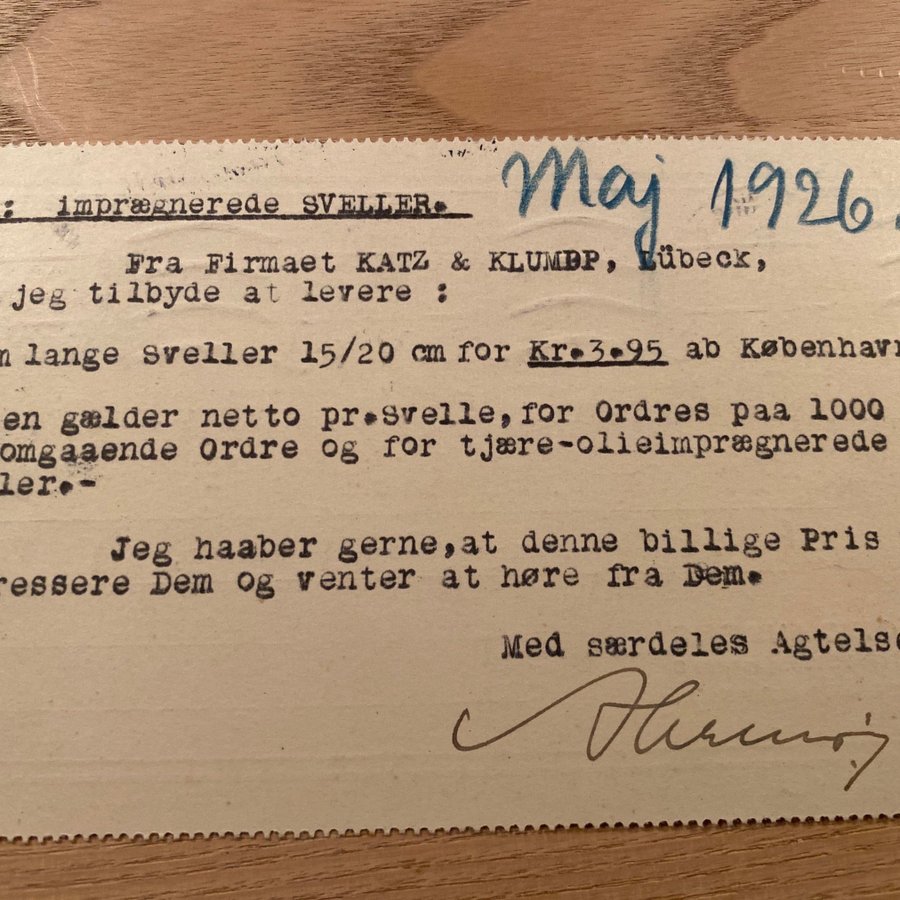 Maj 1926.
: imprægnerede SVELLER.
Fra Firmaet KATZ & KLUMPP, Lübeck,
jeg tilbyde at levere :
lange Sveller 15/20 cm for Kr.3.95 ab København
en gælder netto pr.Svelle,for Ordres paa 1000
omgaaende Ordre og for tjære-olieimprægnerede
ler.-
Jeg haaber gerne,at denne billige Pris
ressere Dem og venter at høre fra Dem.
Med særdeles Agtelse